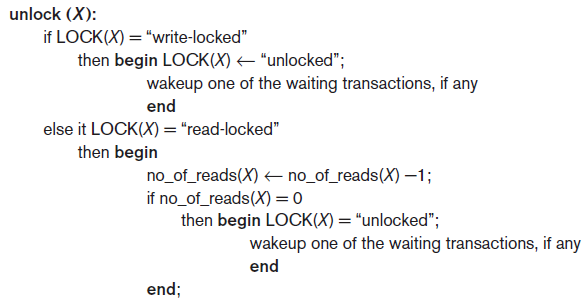 unlock (X):
if LOCK(X) = “write-locked”
then begin LOCK(X) ← “unlocked”;
wakeup one of the waiting transactions, if any
end
else it LOCK(X) = “read-locked”
then begin
no_of_reads(X) ← no_of_reads(X) −1;
if no_of_reads(X) = 0
then begin LOCK(X) = “unlocked”;
wakeup one of the waiting transactions, if any
end
end;